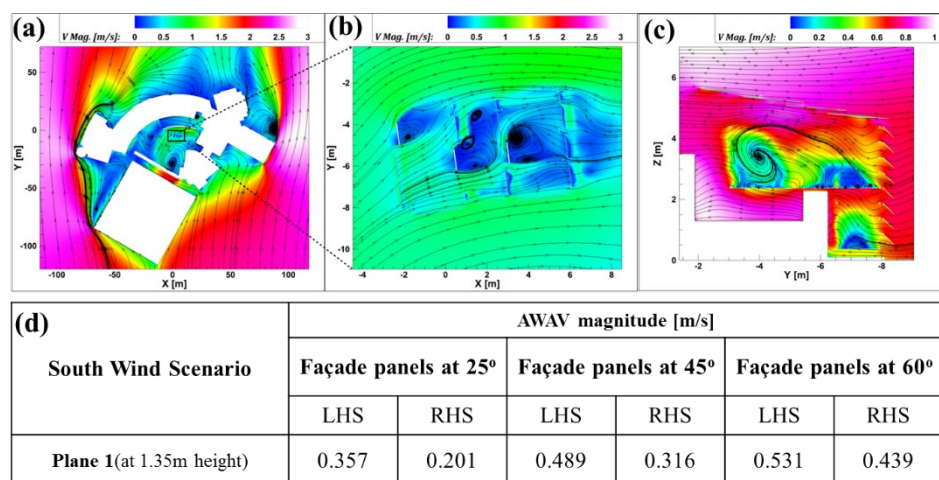 (a) V Mag. [m/s]: 0 0.5 1 1.5 2 2.5 3
(b) V Mag. [m/s]: 0 0.5 1 1.5 2 2.5 3
(c) V Mag. [m/s]: 0 0.2 0.4 0.6 0.8 1
50
0
-50
-100
Y [m]
-100 -50 0 50 100
X [m]
-2
-4
-6
-8
-10
Y [m]
-4 -2 0 2 4 6 8
X [m]
6
4
2
0
Z [m]
-2 -4 -6 -8
Y [m]
(d)
AWAV magnitude [m/s]
South Wind Scenario
Façade panels at 25º Façade panels at 45º Façade panels at 60º
LHS RHS LHS RHS LHS RHS
Plane 1(at 1.35m height) 0.357 0.201 0.489 0.316 0.531 0.439